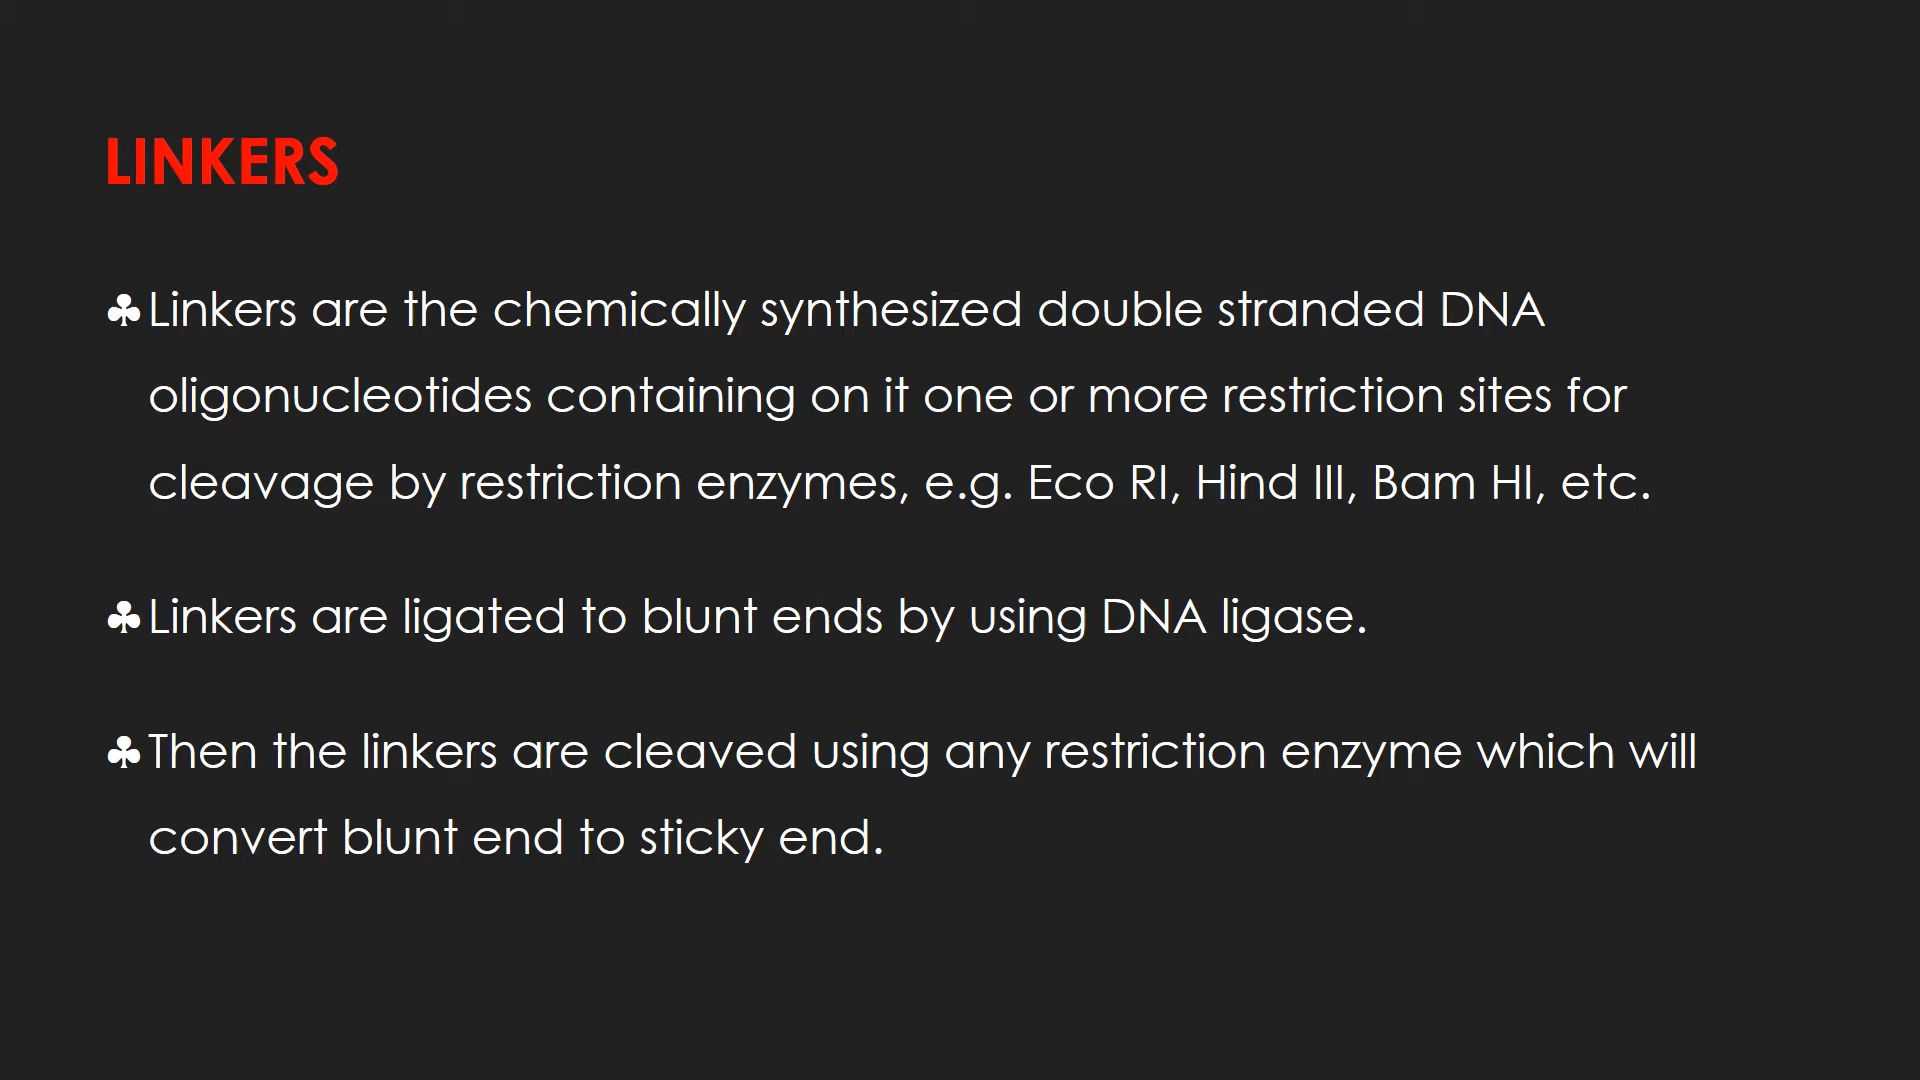 LINKERS
♣Linkers are the chemically synthesized double stranded DNA
oligonucleotides containing on it one or more restriction sites for
cleavage by restriction enzymes, e.g. Eco RI, Hind III, Bam HI, etc.
♣Linkers are ligated to blunt ends by using DNA ligase.
♣Then the linkers are cleaved using any restriction enzyme which will
convert blunt end to sticky end.